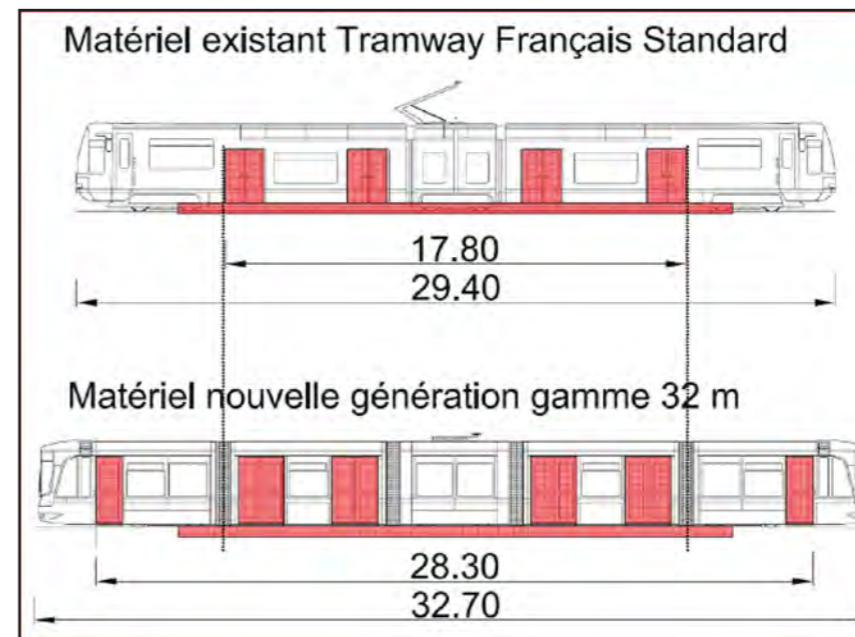 Matériel existant Tramway Français Standard
17.80
29.40
Matériel nouvelle génération gamme 32 m
28.30
32.70